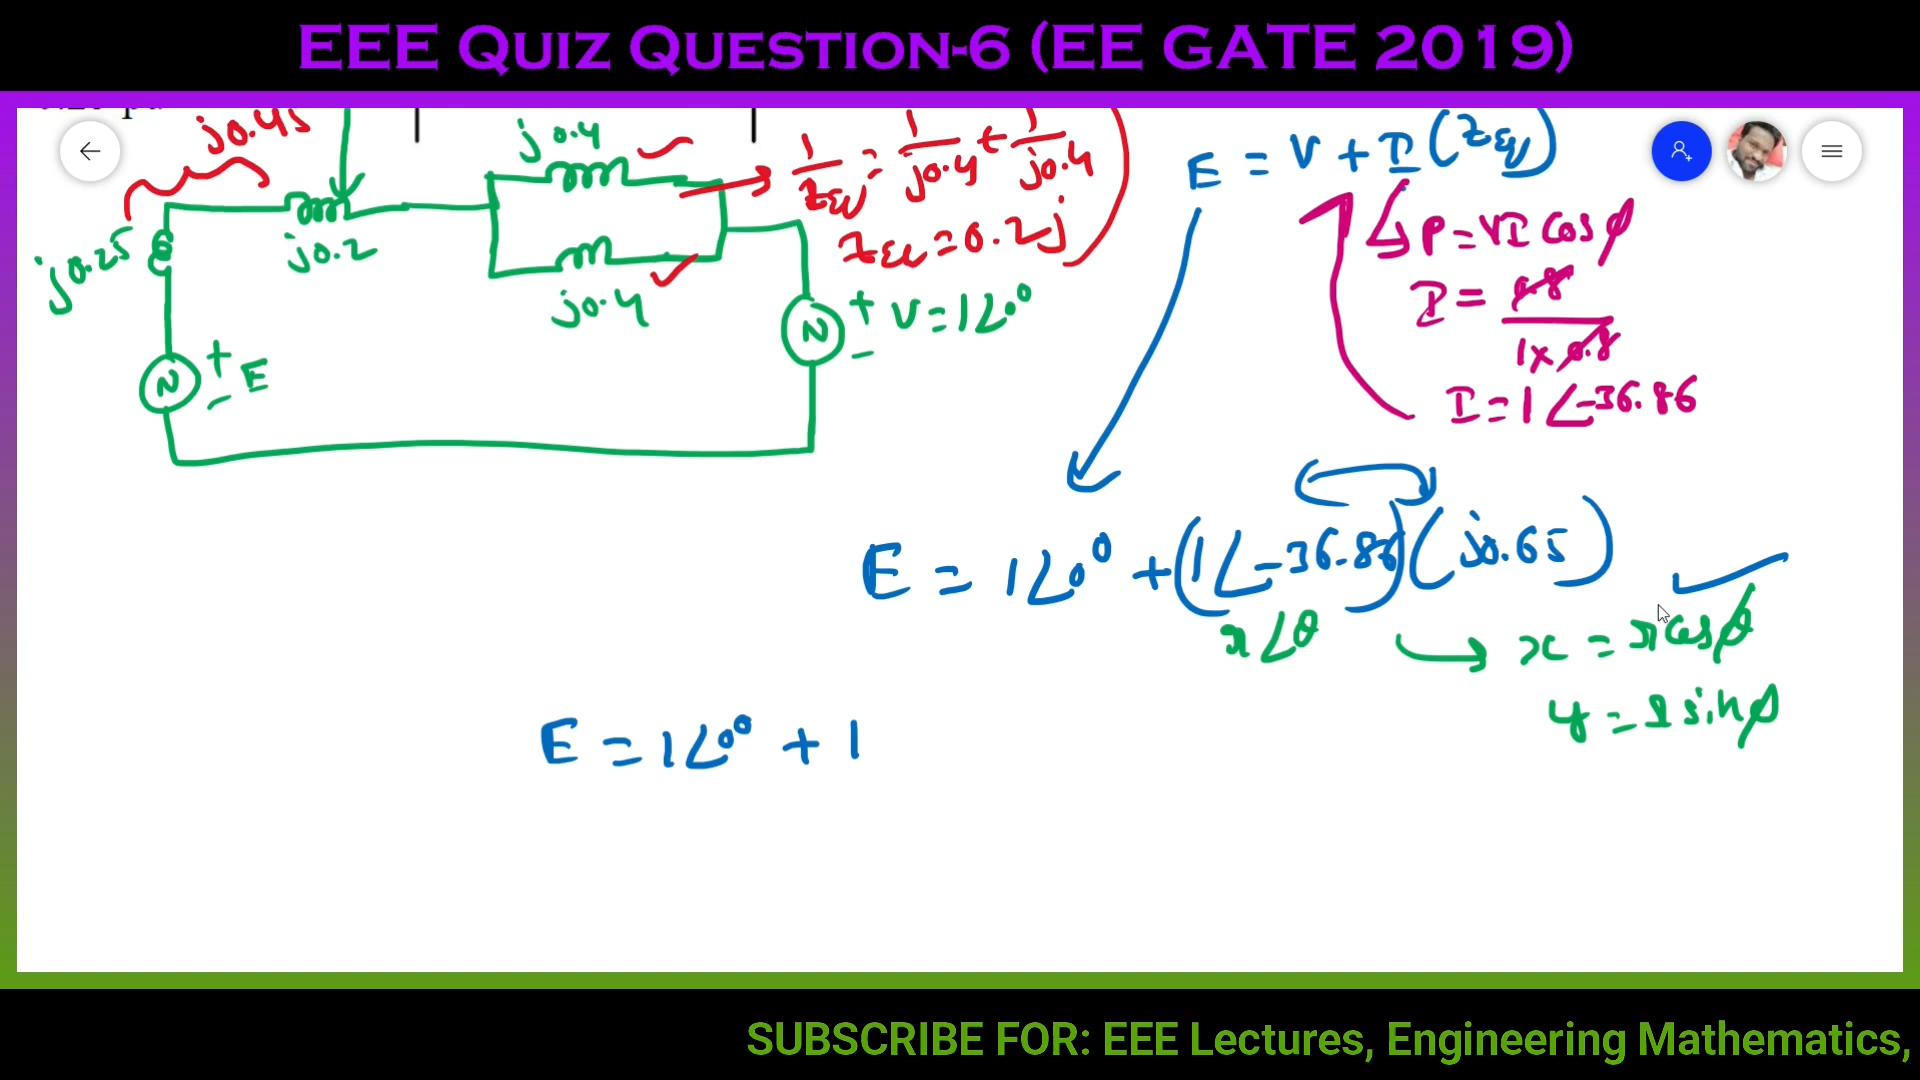 EEE QUIZ QUESTION-6 (EE GATE 2019)
j0.45
j0.4
1/ZEq = 1/j0.4 + 1/j0.4
E = V + I (ZEq)
j0.25
j0.2
ZEq = 0.2j
P = VI cos φ
j0.4
+ V = 1∠0°
−
I = 0.8 / 1 x 0.8
N
N
+
− E
I = 1∠-36.86
E = 1∠0° + (1∠-36.86) (j0.65)
r∠θ
x = r cos φ
y = r sin φ
E = 1∠0° + 1
SUBSCRIBE FOR: EEE Lectures, Engineering Mathematics,